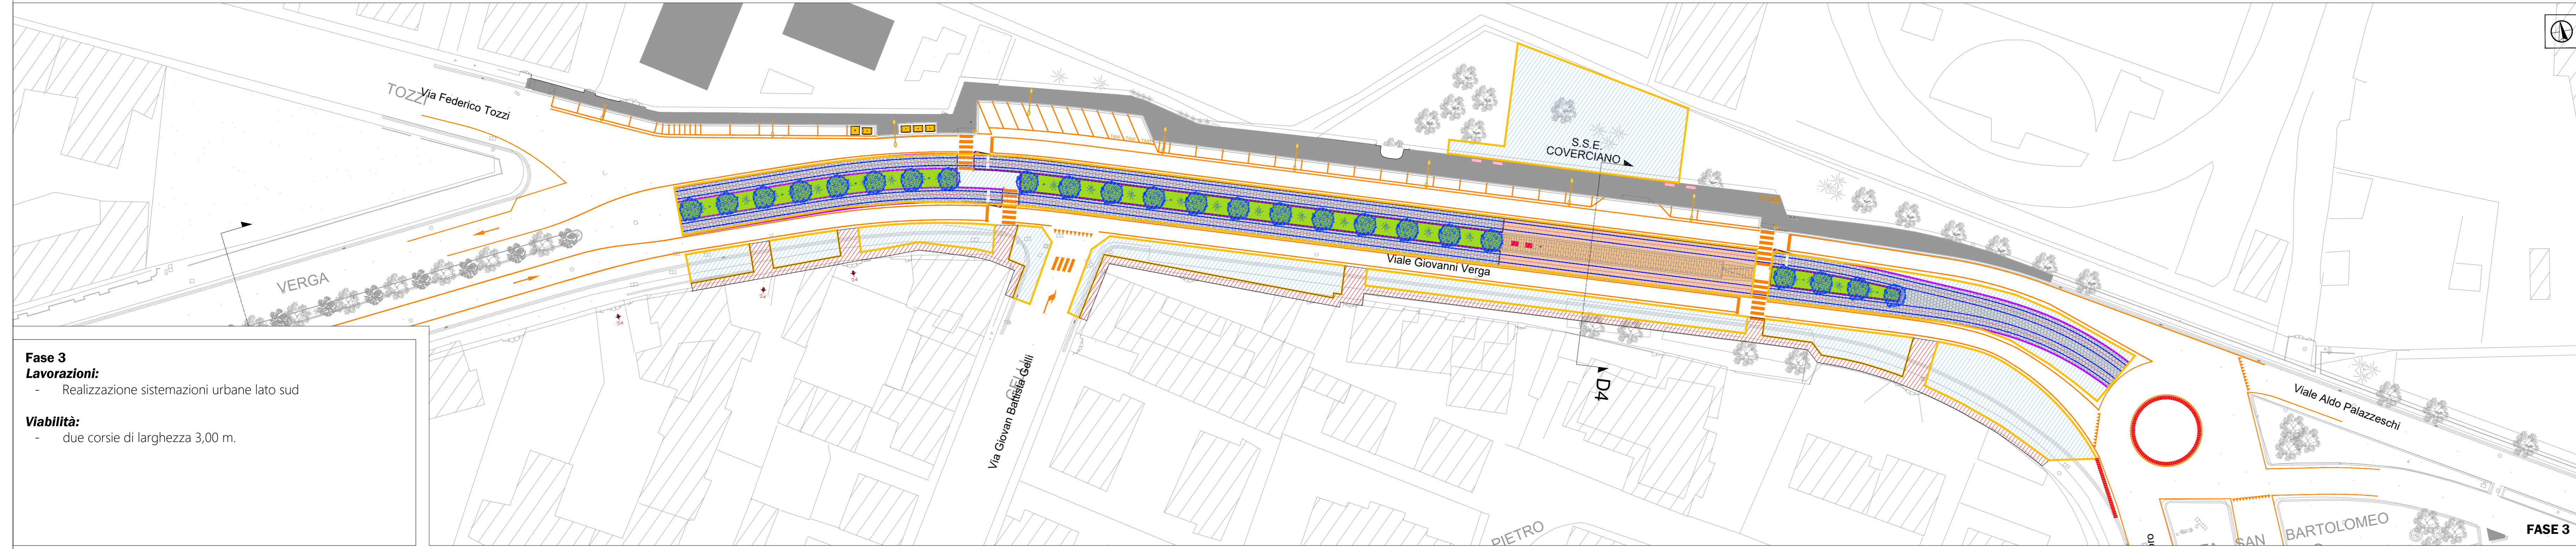 TOZZI
Via Federico Tozzi
VERGA
S.S.E.
COVERCIANO
Viale Giovanni Verga
D4
GELLI
Via Giovan Battista Gelli
Viale Aldo Palazzeschi
PIETRO
SAN
BARTOLOMEO
Fase 3
Lavorazioni:
- Realizzazione sistemazioni urbane lato sud
Viabilità:
- due corsie di larghezza 3,00 m.
FASE 3